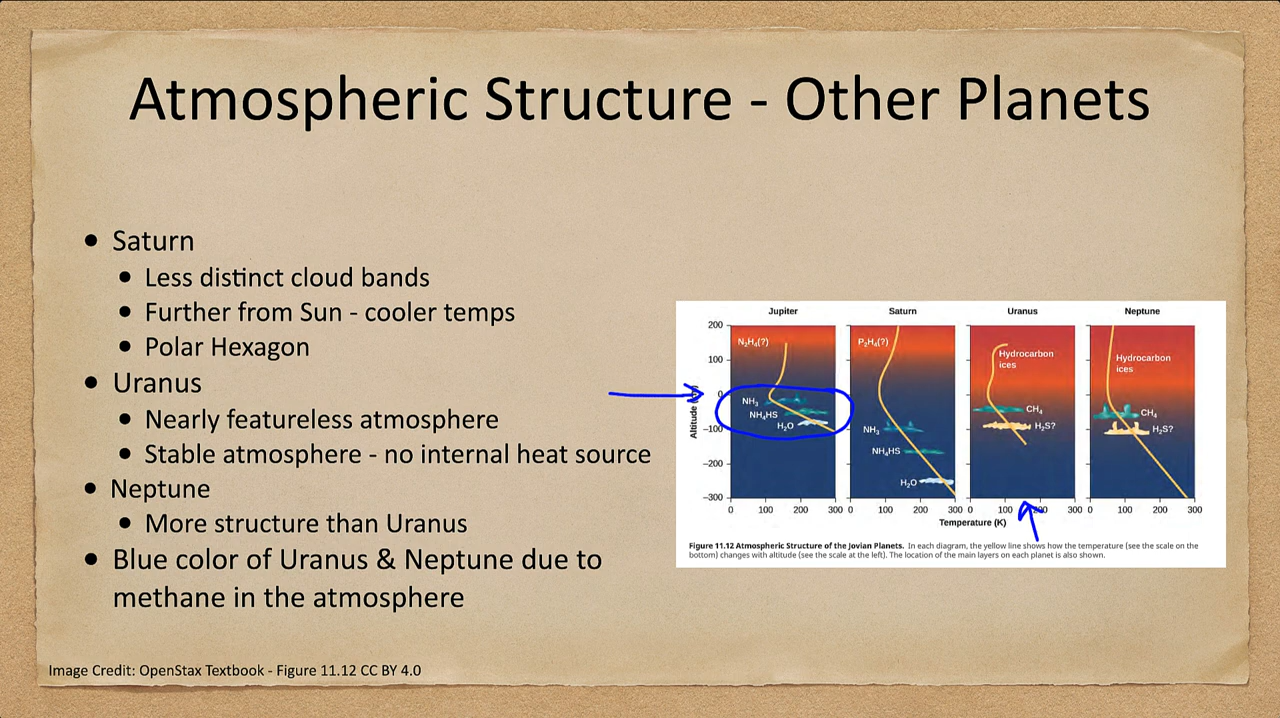 Atmospheric Structure - Other Planets
• Saturn
• Less distinct cloud bands
• Further from Sun - cooler temps
• Polar Hexagon
• Uranus
• Nearly featureless atmosphere
• Stable atmosphere - no internal heat source
• Neptune
• More structure than Uranus
• Blue color of Uranus & Neptune due to
methane in the atmosphere
Jupiter Saturn Uranus Neptune
200
100
0
−100
−200
−300
Altitude
N₂H₄(?)
NH₃
NH₄HS
H₂O
0 100 200 300
P₂H₄(?)
NH₃
NH₄HS
H₂O
0 100 200 300
Hydrocarbon
ices
CH₄
H₂S?
0 100 200 300
Hydrocarbon
ices
CH₄
H₂S?
0 100 200 300
Temperature (K)
Figure 11.12 Atmospheric Structure of the Jovian Planets. In each diagram, the yellow line shows how the temperature (see the scale on the
bottom) changes with altitude (see the scale at the left). The location of the main layers on each planet is also shown.
Image Credit: OpenStax Textbook - Figure 11.12 CC BY 4.0